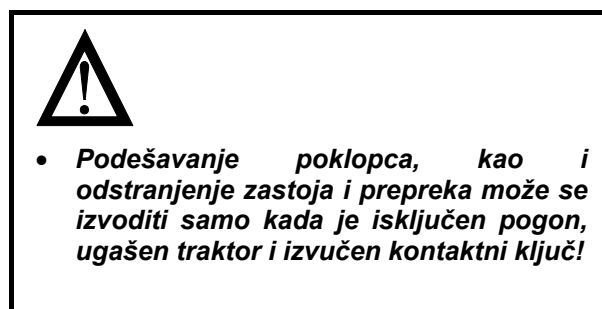 • Podešavanje poklopca, kao i
odstranjenje zastoja i prepreka može se
izvoditi samo kada je isključen pogon,
ugašen traktor i izvučen kontaktni ključ!